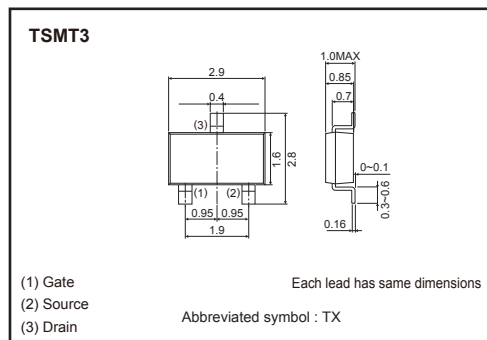 TSMT3
1.0MAX
2.9
0.85
0.4
0.7
(3)
1.6
2.8
0~0.1
(1)
(2)
0.3~0.6
0.95
0.95
0.16
1.9
(1) Gate
Each lead has same dimensions
(2) Source
Abbreviated symbol : TX
(3) Drain